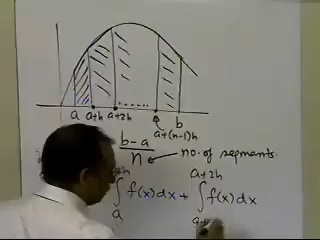 a a+h a+2h ...... a+(n-1)h b
b-a
n no. of segments
a+2h
∫ f(x)dx + ∫ f(x)dx
a